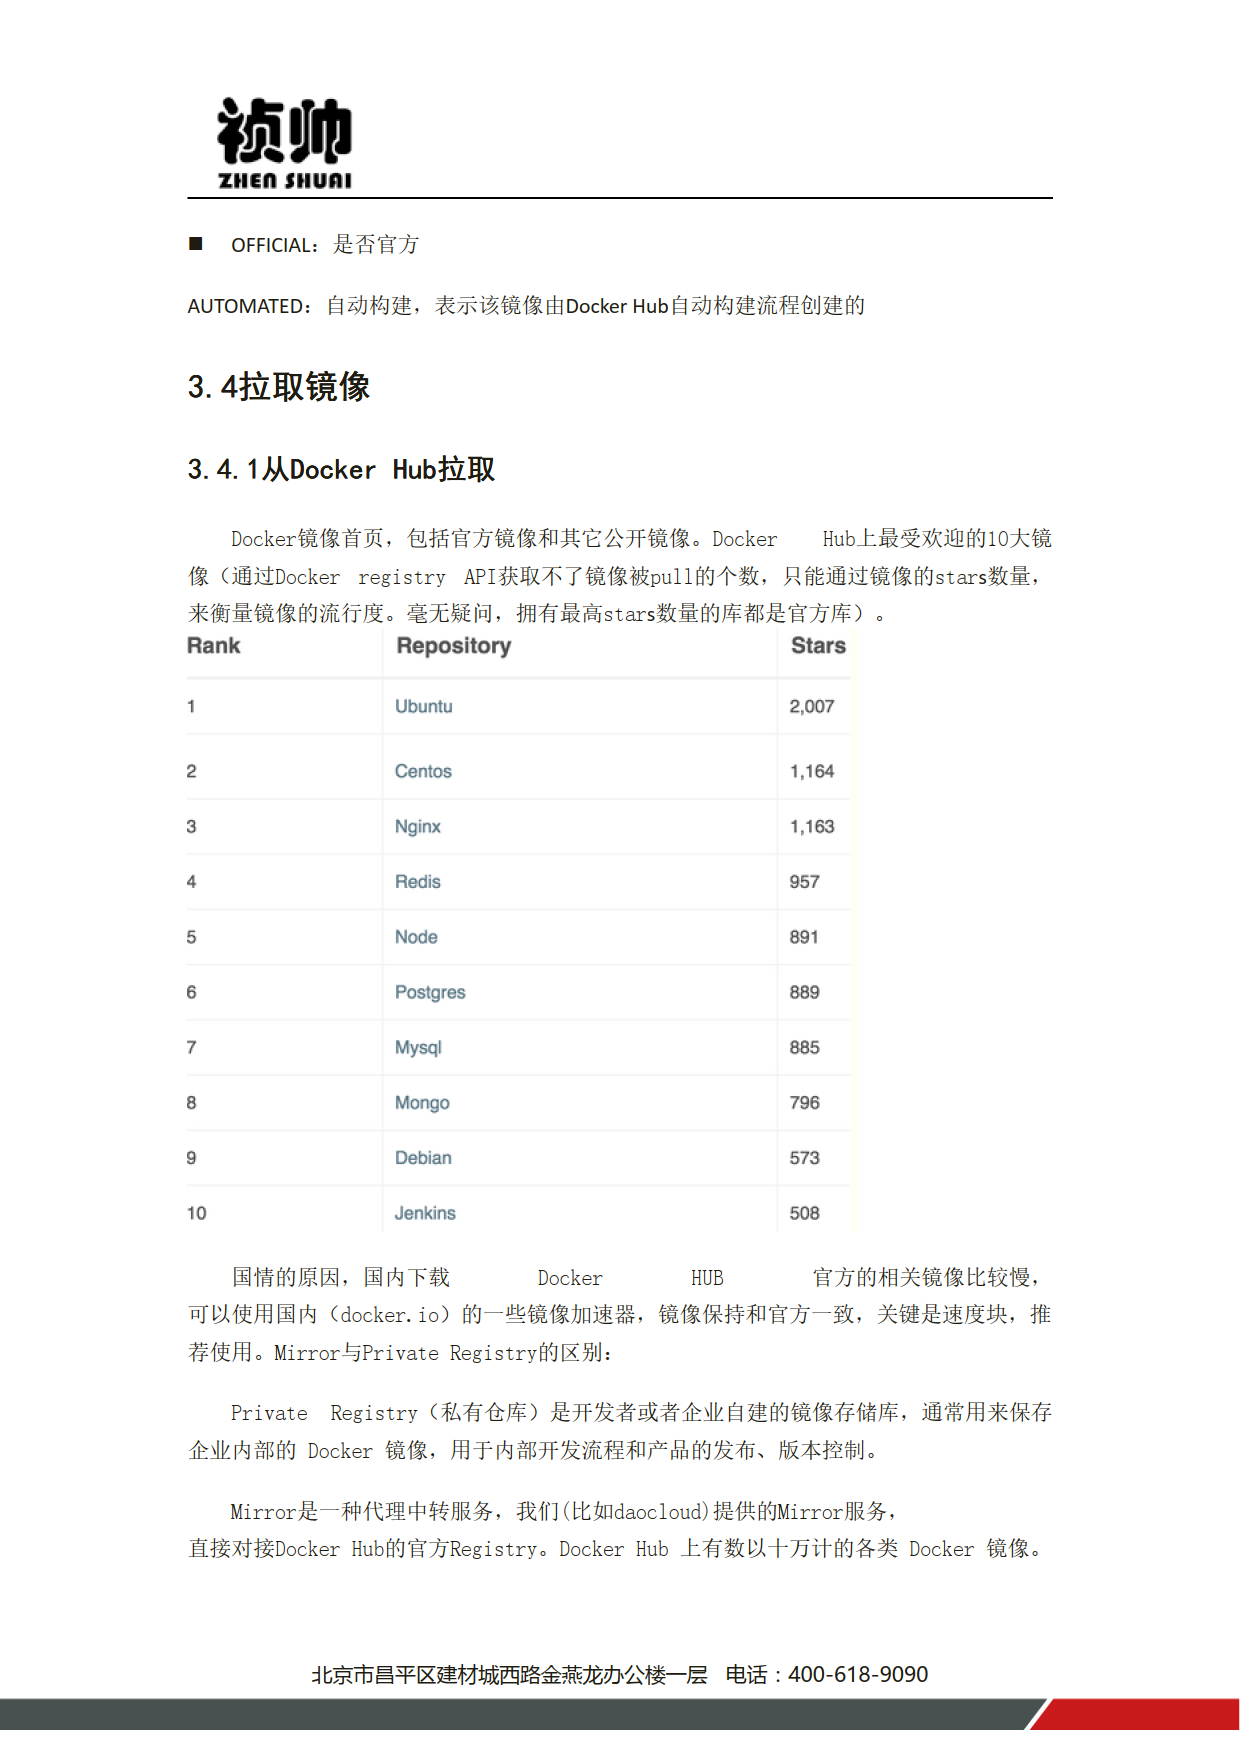 祯帅
ZHEN SHUAI
■ OFFICIAL：是否官方
AUTOMATED：自动构建，表示该镜像由Docker Hub自动构建流程创建的
3.4拉取镜像
3.4.1从Docker Hub拉取
Docker镜像首页，包括官方镜像和其它公开镜像。Docker Hub上最受欢迎的10大镜
像（通过Docker registry API获取不了镜像被pull的个数，只能通过镜像的stars数量，
来衡量镜像的流行度。毫无疑问，拥有最高stars数量的库都是官方库）。
Rank Repository Stars
1 Ubuntu 2,007
2 Centos 1,164
3 Nginx 1,163
4 Redis 957
5 Node 891
6 Postgres 889
7 Mysql 885
8 Mongo 796
9 Debian 573
10 Jenkins 508
国情的原因，国内下载 Docker HUB 官方的相关镜像比较慢，
可以使用国内（docker.io）的一些镜像加速器，镜像保持和官方一致，关键是速度块，推
荐使用。Mirror与Private Registry的区别：
Private Registry（私有仓库）是开发者或者企业自建的镜像存储库，通常用来保存
企业内部的 Docker 镜像，用于内部开发流程和产品的发布、版本控制。
Mirror是一种代理中转服务，我们(比如daocloud)提供的Mirror服务，
直接对接Docker Hub的官方Registry。Docker Hub 上有数以十万计的各类 Docker 镜像。
北京市昌平区建材城西路金燕龙办公楼一层 电话：400-618-9090